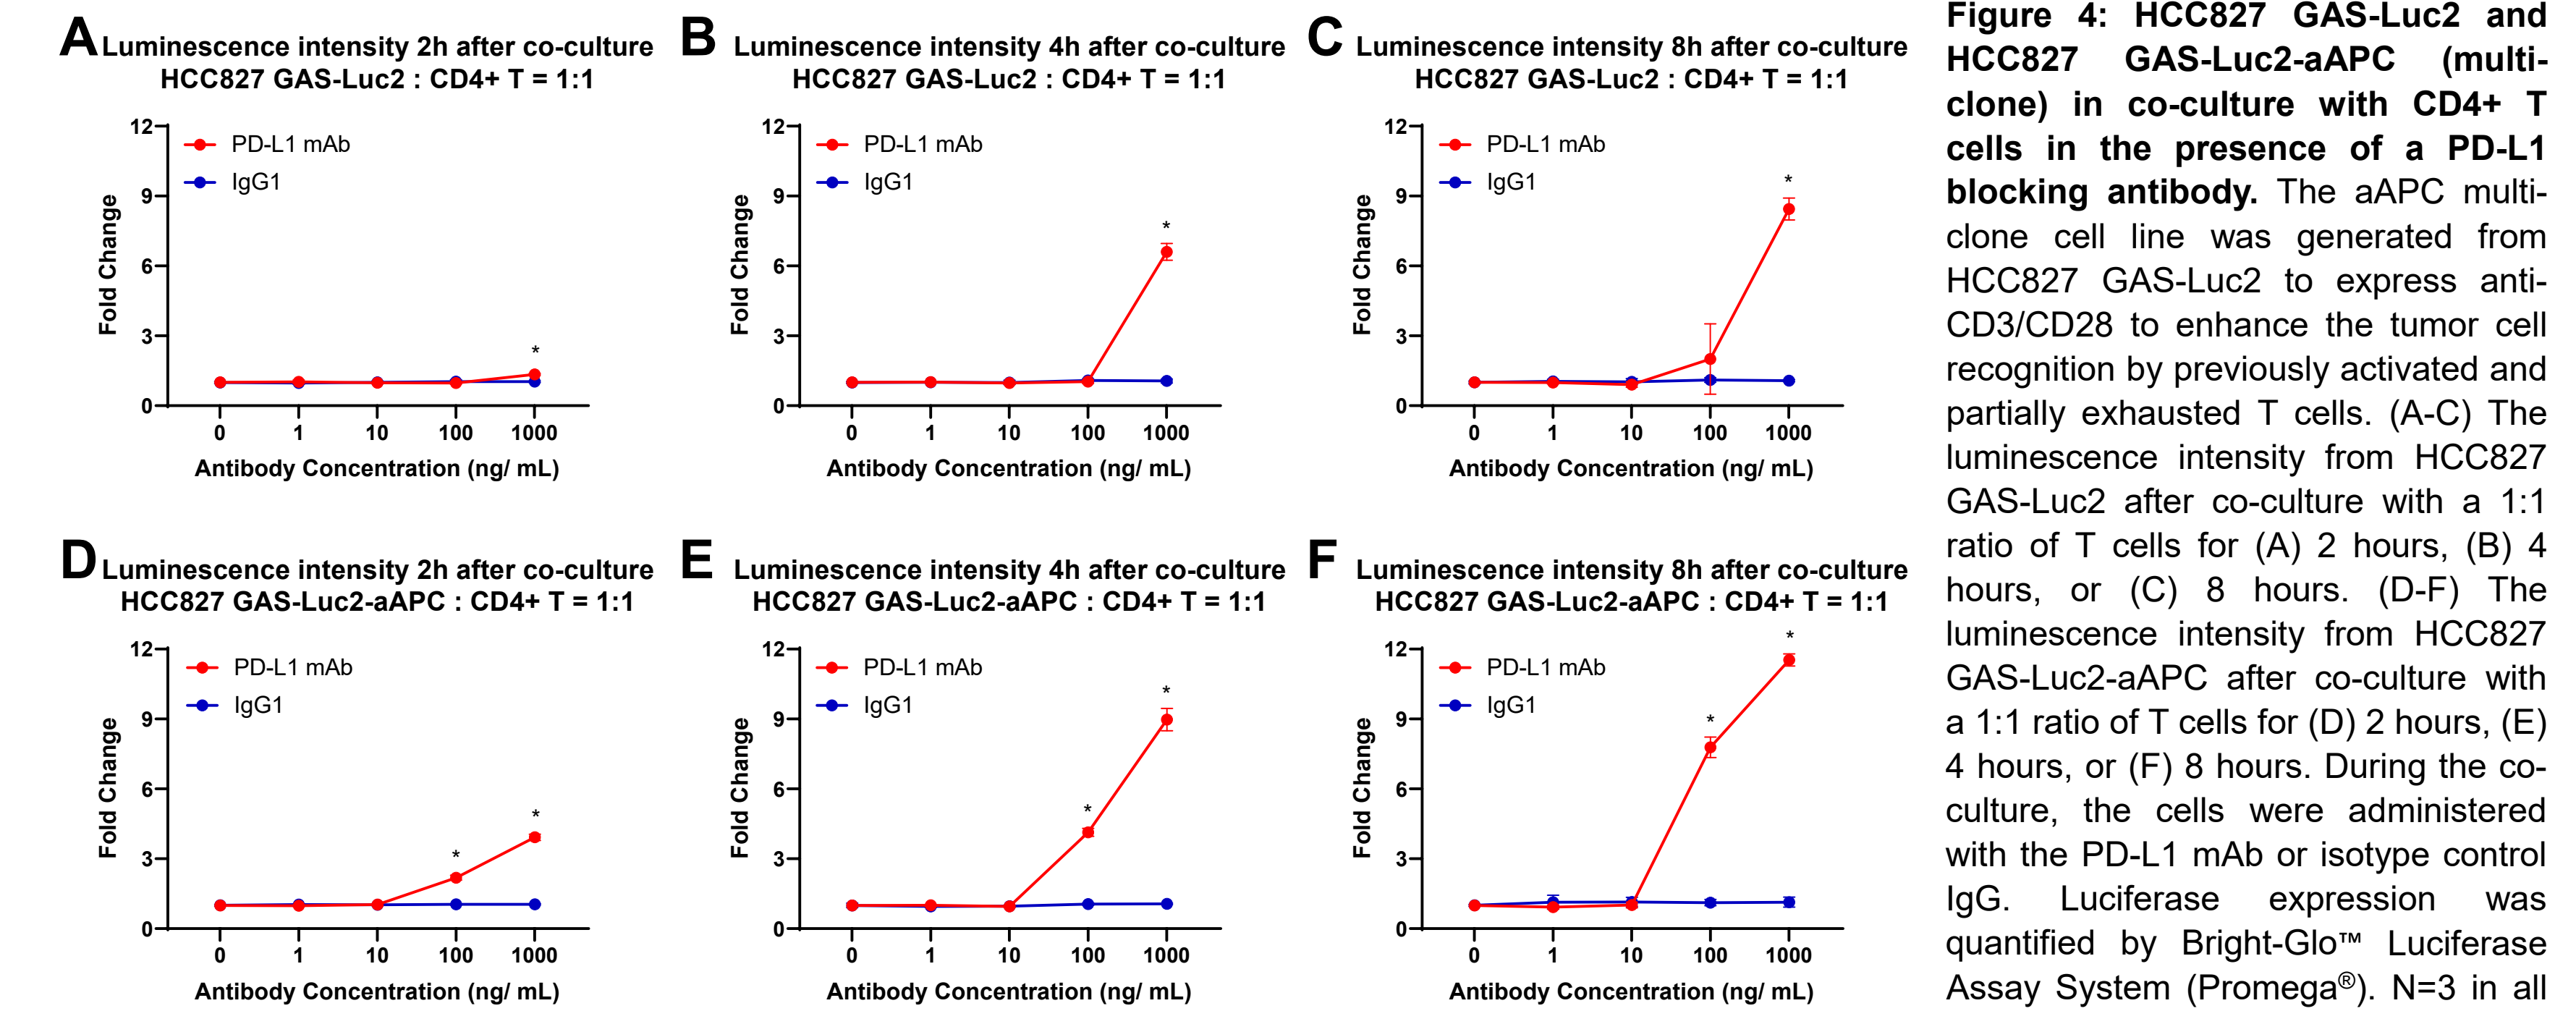 A
Luminescence intensity 2h after co-culture
HCC827 GAS-Luc2 : CD4+ T = 1:1
12
9
6
3
0
Fold Change
PD-L1 mAb
IgG1
*
0 1 10 100 1000
Antibody Concentration (ng/ mL)
B
Luminescence intensity 4h after co-culture
HCC827 GAS-Luc2 : CD4+ T = 1:1
12
9
6
3
0
Fold Change
PD-L1 mAb
IgG1
*
0 1 10 100 1000
Antibody Concentration (ng/ mL)
C
Luminescence intensity 8h after co-culture
HCC827 GAS-Luc2 : CD4+ T = 1:1
12
9
6
3
0
Fold Change
PD-L1 mAb
IgG1
*
0 1 10 100 1000
Antibody Concentration (ng/ mL)
D
Luminescence intensity 2h after co-culture
HCC827 GAS-Luc2-aAPC : CD4+ T = 1:1
12
9
6
3
0
Fold Change
PD-L1 mAb
IgG1
* *
0 1 10 100 1000
Antibody Concentration (ng/ mL)
E
Luminescence intensity 4h after co-culture
HCC827 GAS-Luc2-aAPC : CD4+ T = 1:1
12
9
6
3
0
Fold Change
PD-L1 mAb
IgG1
* *
0 1 10 100 1000
Antibody Concentration (ng/ mL)
F
Luminescence intensity 8h after co-culture
HCC827 GAS-Luc2-aAPC : CD4+ T = 1:1
12
9
6
3
0
Fold Change
PD-L1 mAb
IgG1
* *
0 1 10 100 1000
Antibody Concentration (ng/ mL)
Figure 4: HCC827 GAS-Luc2 and
HCC827 GAS-Luc2-aAPC (multi-
clone) in co-culture with CD4+ T
cells in the presence of a PD-L1
blocking antibody. The aAPC multi-
clone cell line was generated from
HCC827 GAS-Luc2 to express anti-
CD3/CD28 to enhance the tumor cell
recognition by previously activated and
partially exhausted T cells. (A-C) The
luminescence intensity from HCC827
GAS-Luc2 after co-culture with a 1:1
ratio of T cells for (A) 2 hours, (B) 4
hours, or (C) 8 hours. (D-F) The
luminescence intensity from HCC827
GAS-Luc2-aAPC after co-culture with
a 1:1 ratio of T cells for (D) 2 hours, (E)
4 hours, or (F) 8 hours. During the co-
culture, the cells were administered
with the PD-L1 mAb or isotype control
IgG. Luciferase expression was
quantified by Bright-Glo™ Luciferase
Assay System (Promega®). N=3 in all